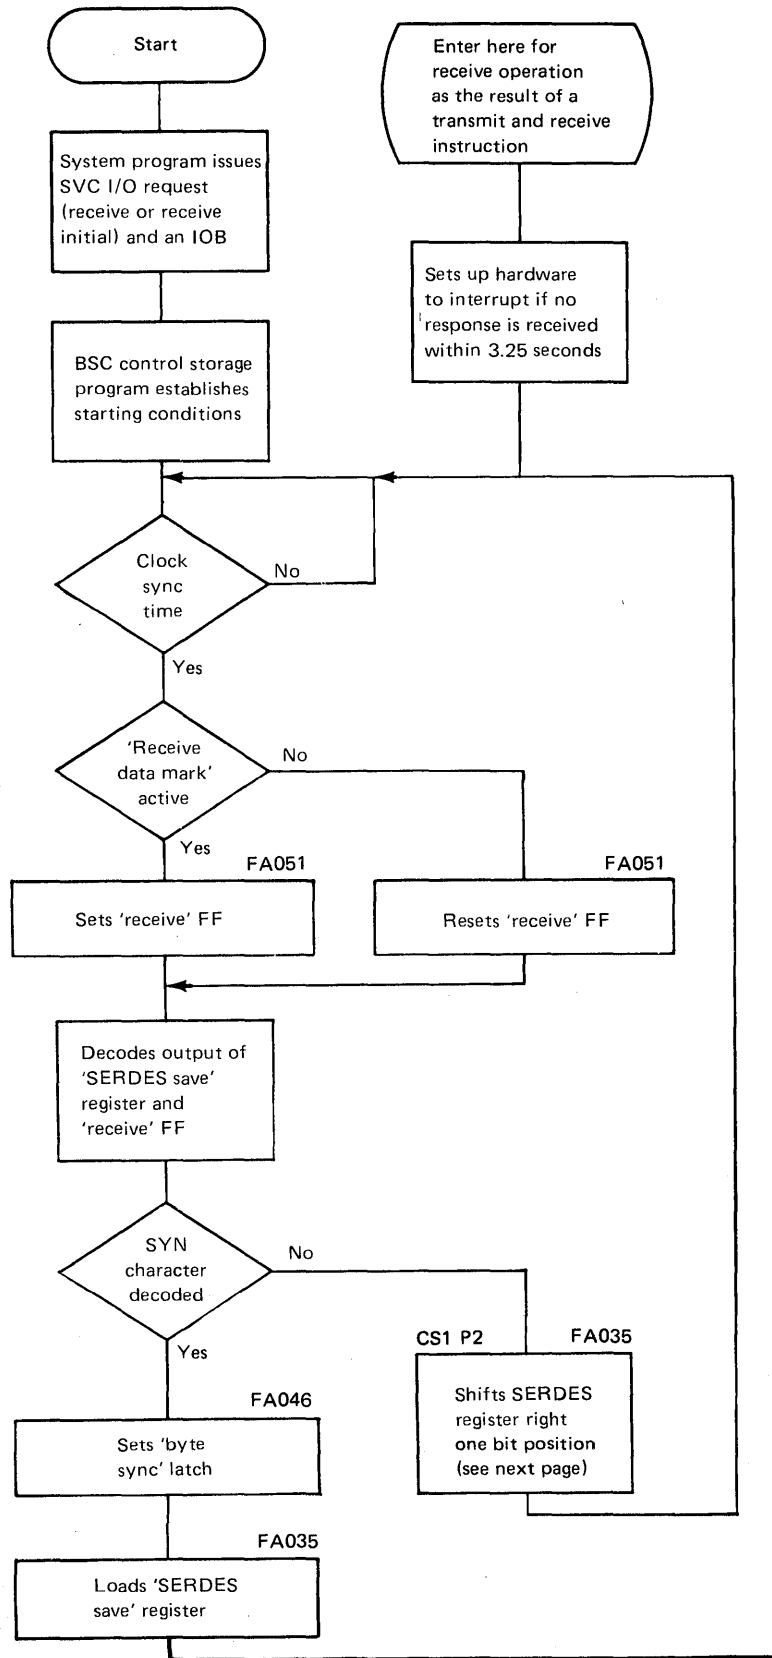 Start
Enter here for
receive operation
as the result of a
transmit and receive
instruction
System program issues
SVC I/O request
(receive or receive
initial) and an IOB
Sets up hardware
to interrupt if no
response is received
within 3.25 seconds
BSC control storage
program establishes
starting conditions
Clock
sync
time
No
Yes
'Receive
data mark'
active
No
Yes
FA051
Sets 'receive' FF
FA051
Resets 'receive' FF
Decodes output of
'SERDES save'
register and
'receive' FF
SYN
character
decoded
No
Yes
CS1 P2
FA035
Shifts SERDES
register right
one bit position
(see next page)
FA046
Sets 'byte
sync' latch
FA035
Loads 'SERDES
save' register